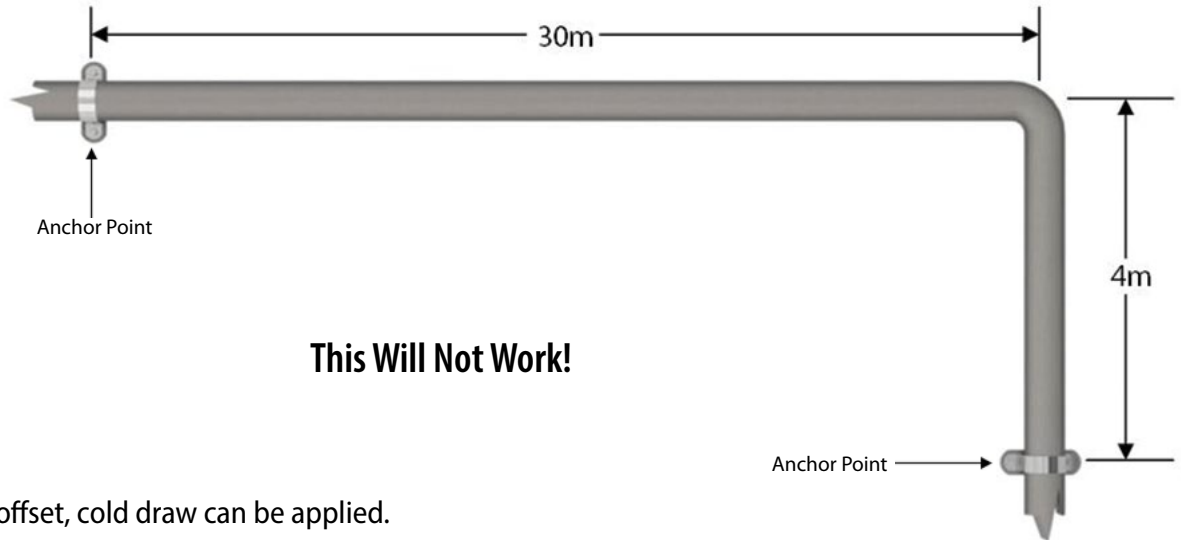 30m
Anchor Point
4m
This Will Not Work!
Anchor Point
offset, cold draw can be applied.